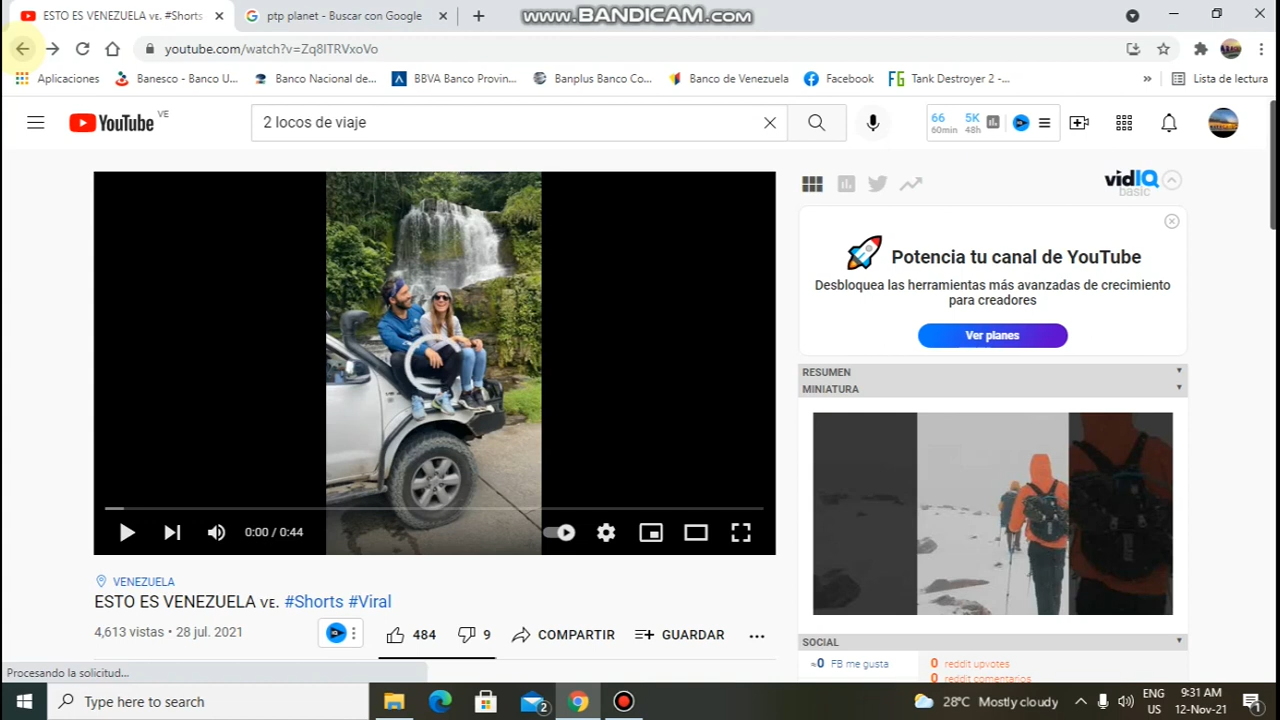 ESTO ES VENEZUELA ve. #Shorts
ptp planet - Buscar con Google
www.BANDICAM.com
youtube.com/watch?v=Zq8ITRVxoVo
Aplicaciones
Banesco - Banco U...
Banco Nacional de...
BBVA Banco Provin...
Banplus Banco Co...
Banco de Venezuela
Facebook
FG Tank Destroyer 2 -...
»
Lista de lectura
YouTube VE
2 locos de viaje
66 60min
5K 48h
vidIQ
basic
Potencia tu canal de YouTube
Desbloquea las herramientas más avanzadas de crecimiento
para creadores
Ver planes
RESUMEN
MINIATURA
0:00 / 0:44
VENEZUELA
ESTO ES VENEZUELA VE. #Shorts #Viral
4,613 vistas • 28 jul. 2021
484
9
COMPARTIR
GUARDAR
SOCIAL
≈0 FB me gusta
0 reddit upvotes
0 reddit comentarios
Procesando la solicitud...
Type here to search
2
28°C Mostly cloudy
ENG
US
9:31 AM
12-Nov-21
1